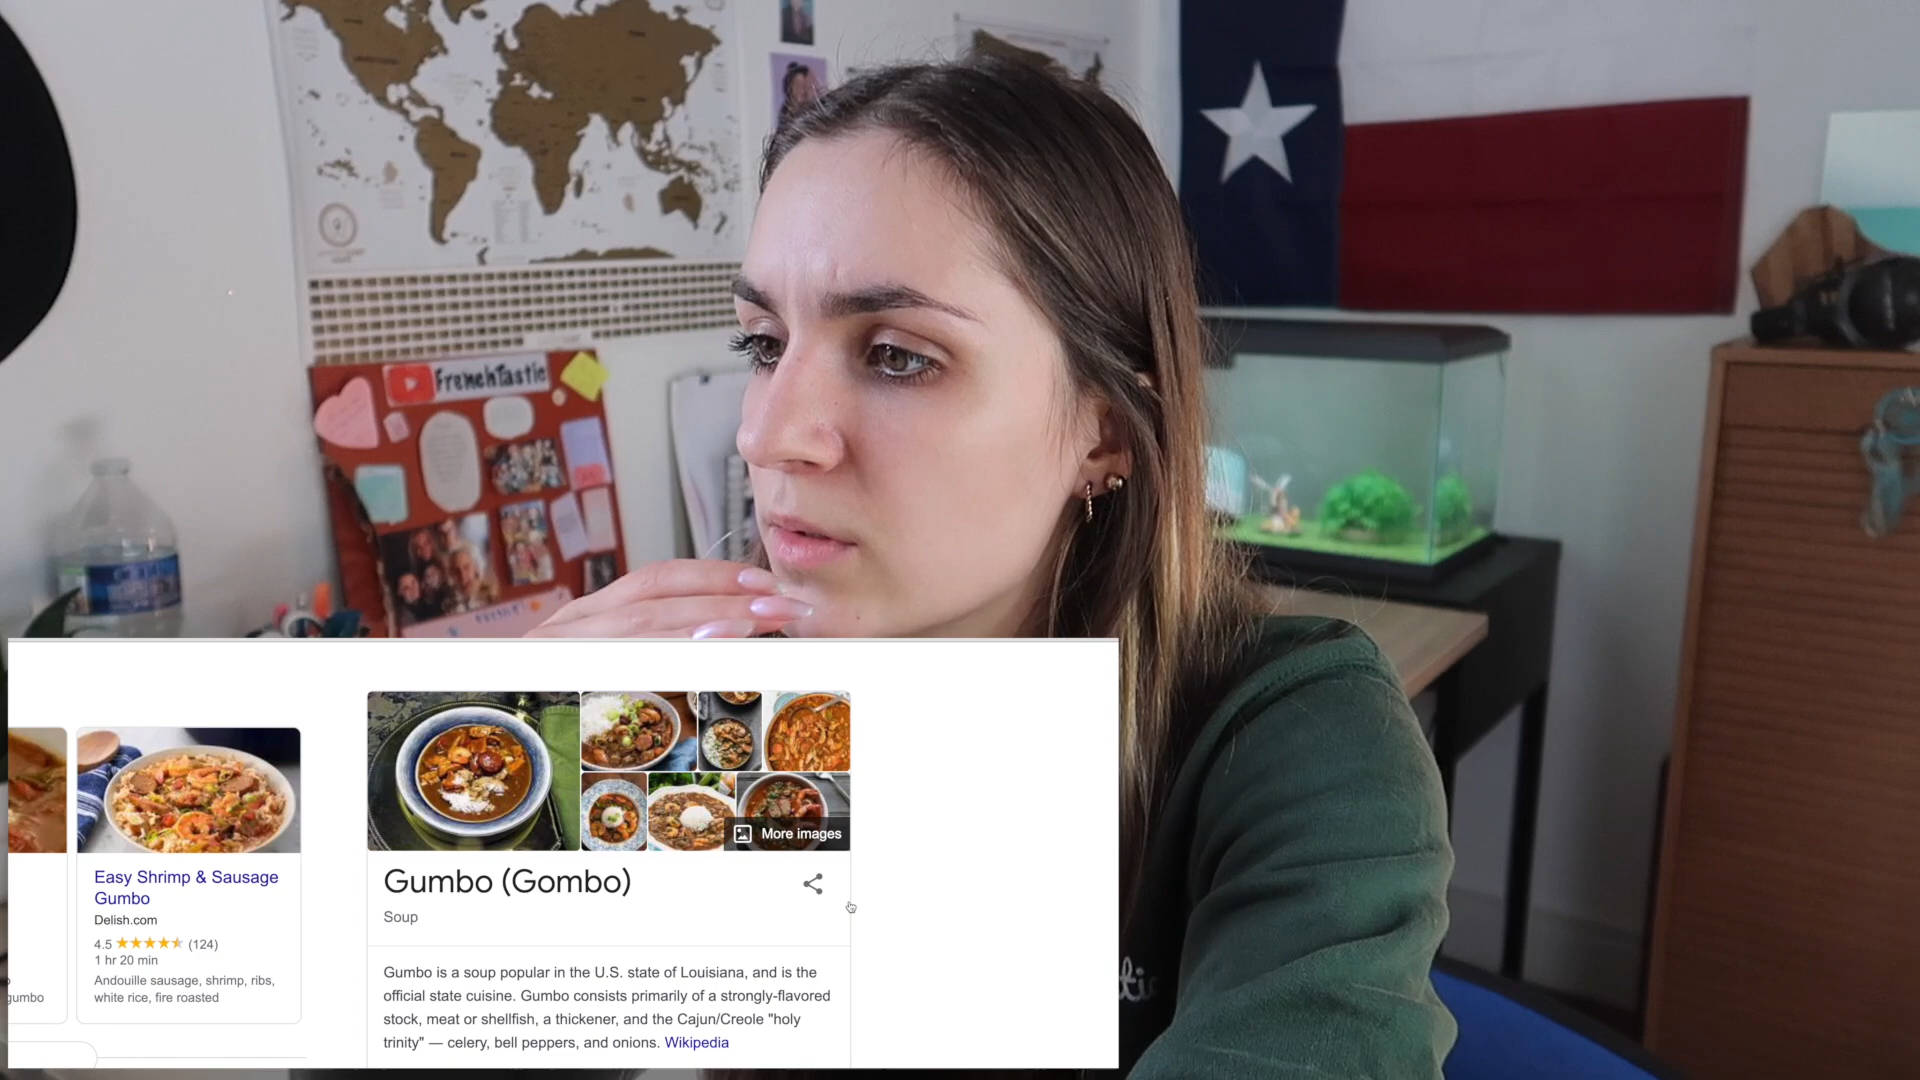 FrenchTastic
More images
Gumbo (Gombo)
Soup
Gumbo is a soup popular in the U.S. state of Louisiana, and is the
official state cuisine. Gumbo consists primarily of a strongly-flavored
stock, meat or shellfish, a thickener, and the Cajun/Creole "holy
trinity" — celery, bell peppers, and onions. Wikipedia
Easy Shrimp & Sausage
Gumbo
Delish.com
4.5 ★★★★★ (124)
1 hr 20 min
Andouille sausage, shrimp, ribs,
white rice, fire roasted
gumbo